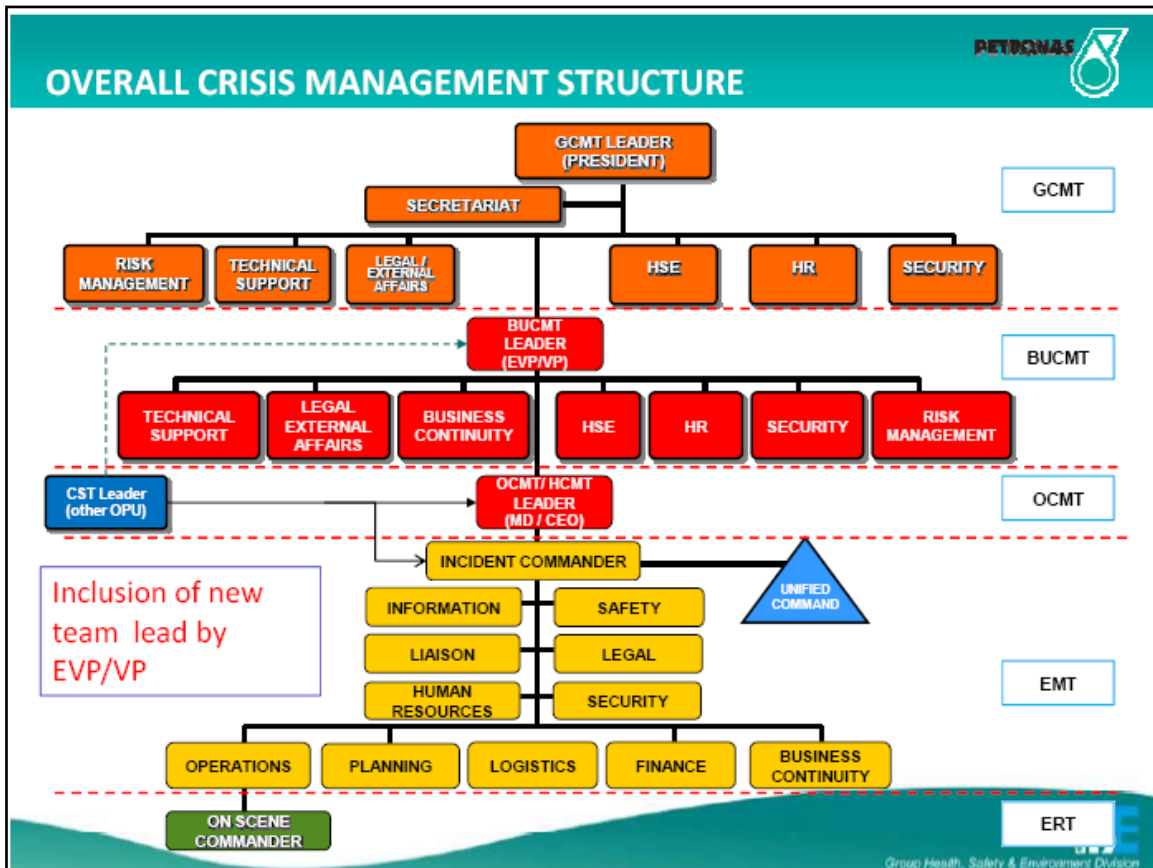 PETRONAS
OVERALL CRISIS MANAGEMENT STRUCTURE
GCMT LEADER
(PRESIDENT)
GCMT
SECRETARIAT
RISK
MANAGEMENT
TECHNICAL
SUPPORT
LEGAL /
EXTERNAL
AFFAIRS
HSE
HR
SECURITY
BUCMT
LEADER
(EVP/VP)
BUCMT
TECHNICAL
SUPPORT
LEGAL
EXTERNAL
AFFAIRS
BUSINESS
CONTINUITY
HSE
HR
SECURITY
RISK
MANAGEMENT
CST Leader
(other OPU)
OCMT/ HCMT
LEADER
(MD / CEO)
OCMT
INCIDENT COMMANDER
UNIFIED
COMMAND
Inclusion of new
team lead by
EVP/VP
INFORMATION
SAFETY
LIAISON
LEGAL
HUMAN
RESOURCES
SECURITY
EMT
OPERATIONS
PLANNING
LOGISTICS
FINANCE
BUSINESS
CONTINUITY
ON SCENE
COMMANDER
ERT
Group Health, Safety & Environment Division